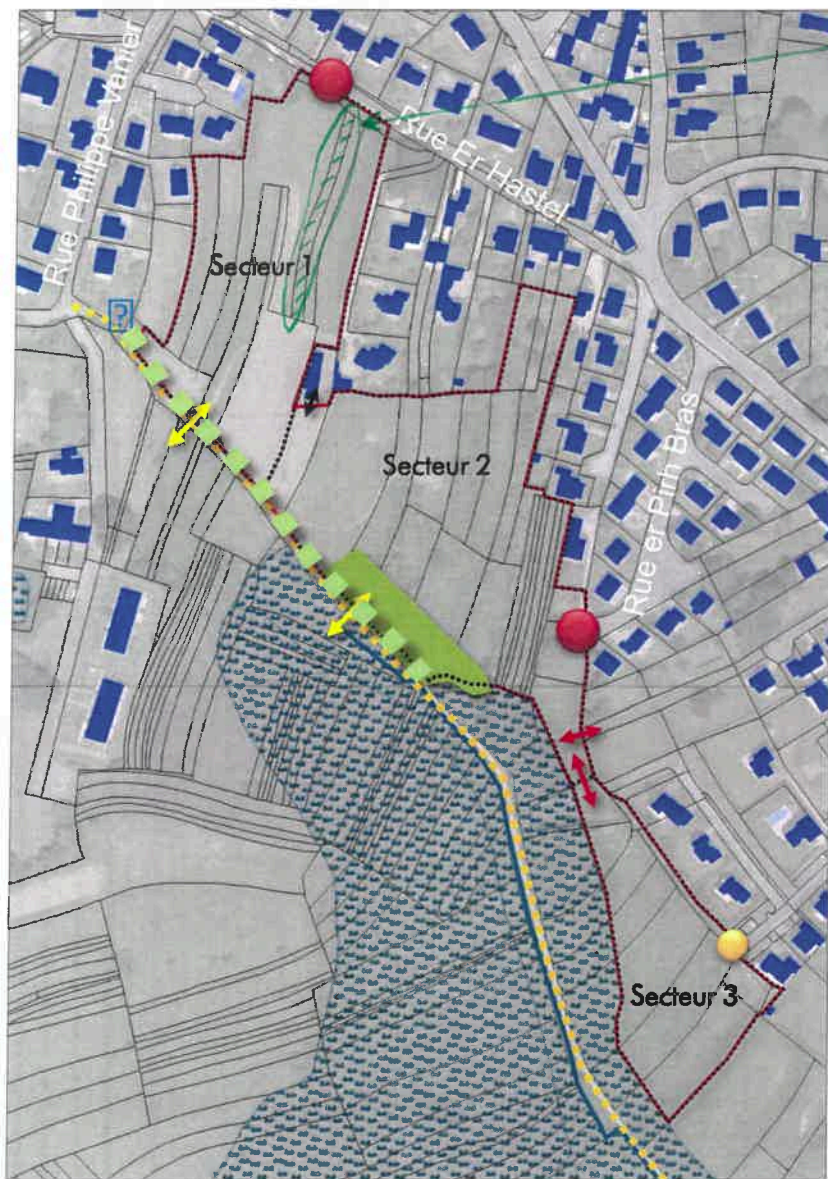 Rue Philippe Vanier
Rue Er Hastel
Secteur 1
?
Secteur 2
Rue er Pirh Bras
Secteur 3